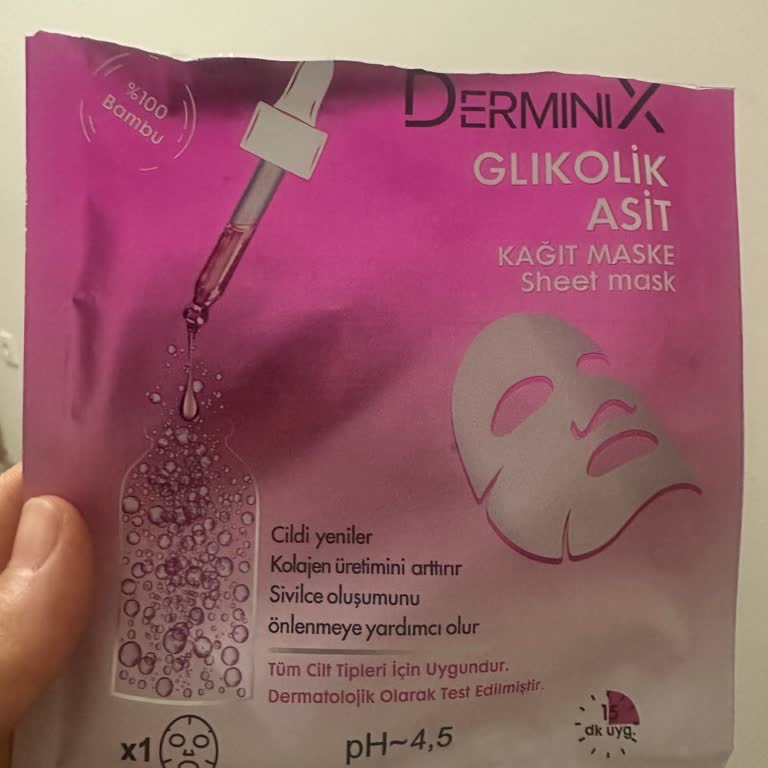 %100
Bambu
DERMINIX
GLIKOLİK
ASİT
KAĞIT MASKE
Sheet mask
Cildi yeniler
Kolajen üretimini arttırır
Sivilce oluşumunu
önlenmeye yardımcı olur
Tüm Cilt Tipleri İçin Uygundur.
Dermatolojik Olarak Test Edilmiştir.
x1
pH~4,5
15
dk uyg.